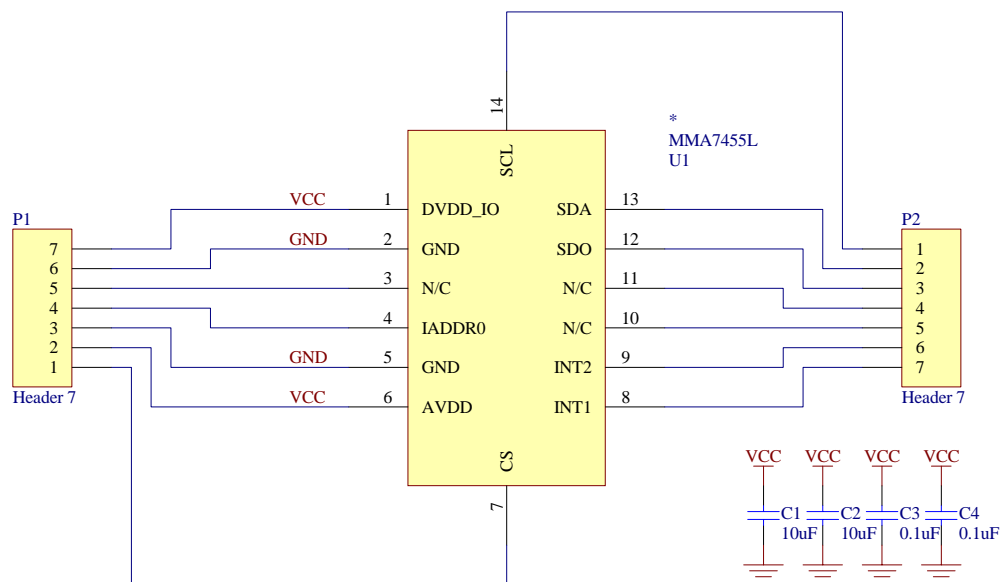 14
SCL
*
MMA7455L
U1
VCC 1 DVDD_IO SDA 13
P1 P2
GND 2 GND SDO 12
7 1
6 2
3 N/C N/C 11
5 3
4 4
4 IADDR0 N/C 10
3 5
2 6
GND 5 GND INT2 9
1 7
Header 7 Header 7
VCC 6 AVDD INT1 8
CS
7
VCC VCC VCC VCC
C1 C2 C3 C4
10uF 10uF 0.1uF 0.1uF